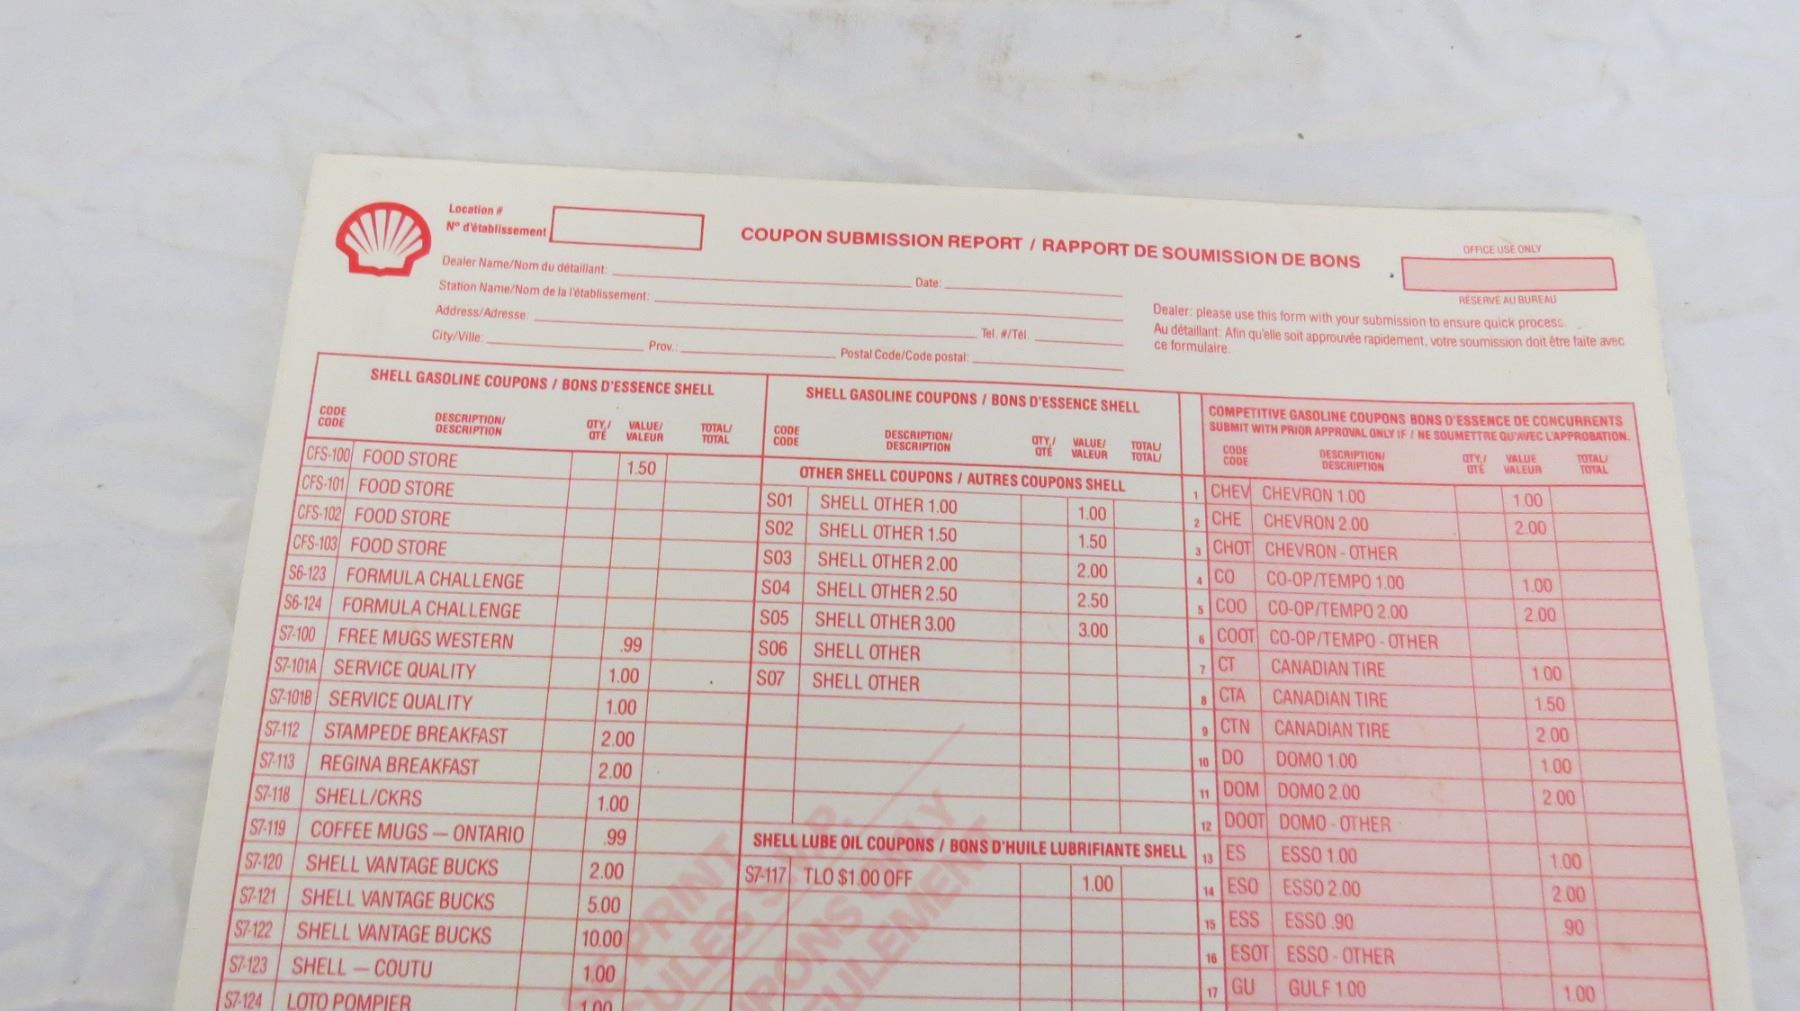 Location #
Nº d'établissement
COUPON SUBMISSION REPORT / RAPPORT DE SOUMISSION DE BONS
OFFICE USE ONLY
RÉSERVÉ AU BUREAU
Dealer Name/Nom du détaillant:
Date:
Station Name/Nom de la l'établissement:
Address/Adresse:
Tel. #/Tél.
City/Ville:
Prov.:
Postal Code/Code postal:
Dealer: please use this form with your submission to ensure quick process.
Au détaillant: Afin qu'elle soit approuvée rapidement, votre soumission doit être faite avec
ce formulaire.
SHELL GASOLINE COUPONS / BONS D'ESSENCE SHELL
CODE DESCRIPTION/ QTY./ VALUE/ TOTAL/
CODE DESCRIPTION QTÉ VALEUR TOTAL
CFS-100 FOOD STORE 1.50
CFS-101 FOOD STORE
CFS-102 FOOD STORE
CFS-103 FOOD STORE
S6-123 FORMULA CHALLENGE
S6-124 FORMULA CHALLENGE
S7-100 FREE MUGS WESTERN .99
S7-101A SERVICE QUALITY 1.00
S7-101B SERVICE QUALITY 1.00
S7-112 STAMPEDE BREAKFAST 2.00
S7-113 REGINA BREAKFAST 2.00
S7-118 SHELL/CKRS 1.00
S7-119 COFFEE MUGS — ONTARIO .99
S7-120 SHELL VANTAGE BUCKS 2.00
S7-121 SHELL VANTAGE BUCKS 5.00
S7-122 SHELL VANTAGE BUCKS 10.00
S7-123 SHELL — COUTU 1.00
S7-124 LOTO POMPIER 1.00
SHELL GASOLINE COUPONS / BONS D'ESSENCE SHELL
CODE DESCRIPTION/ QTY./ VALUE/ TOTAL/
CODE DESCRIPTION QTÉ VALEUR TOTAL/
OTHER SHELL COUPONS / AUTRES COUPONS SHELL
S01 SHELL OTHER 1.00 1.00
S02 SHELL OTHER 1.50 1.50
S03 SHELL OTHER 2.00 2.00
S04 SHELL OTHER 2.50 2.50
S05 SHELL OTHER 3.00 3.00
S06 SHELL OTHER
S07 SHELL OTHER
SHELL LUBE OIL COUPONS / BONS D'HUILE LUBRIFIANTE SHELL
S7-117 TLO $1.00 OFF 1.00
COMPETITIVE GASOLINE COUPONS BONS D'ESSENCE DE CONCURRENTS
SUBMIT WITH PRIOR APPROVAL ONLY IF / NE SOUMETTRE QU'AVEC L'APPROBATION.
CODE DESCRIPTION/ QTY./ VALUE TOTAL/
CODE DESCRIPTION QTÉ VALEUR TOTAL
1 CHEV CHEVRON 1.00 1.00
2 CHE CHEVRON 2.00 2.00
3 CHOT CHEVRON - OTHER
4 CO CO-OP/TEMPO 1.00 1.00
5 COO CO-OP/TEMPO 2.00 2.00
6 COOT CO-OP/TEMPO - OTHER
7 CT CANADIAN TIRE 1.00
8 CTA CANADIAN TIRE 1.50
9 CTN CANADIAN TIRE 2.00
10 DO DOMO 1.00 1.00
11 DOM DOMO 2.00 2.00
12 DOOT DOMO - OTHER
13 ES ESSO 1.00 1.00
14 ESO ESSO 2.00 2.00
15 ESS ESSO .90 .90
16 ESOT ESSO - OTHER
17 GU GULF 1.00 1.00
PRINT
ONLY
SEULEMENT